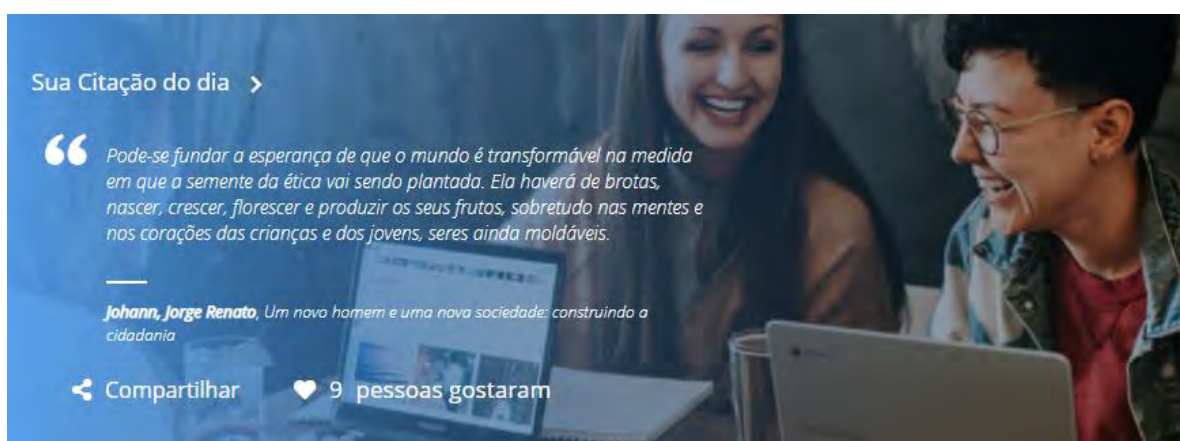 Sua Citação do dia
Pode-se fundar a esperança de que o mundo é transformável na medida
em que a semente da ética vai sendo plantada. Ela haverá de brotas,
nascer, crescer, florescer e produzir os seus frutos, sobretudo nas mentes e
nos corações das crianças e dos jovens, seres ainda moldáveis.
Johann, Jorge Renato, Um novo homem e uma nova sociedade: construindo a
cidadania
Compartilhar
9 pessoas gostaram